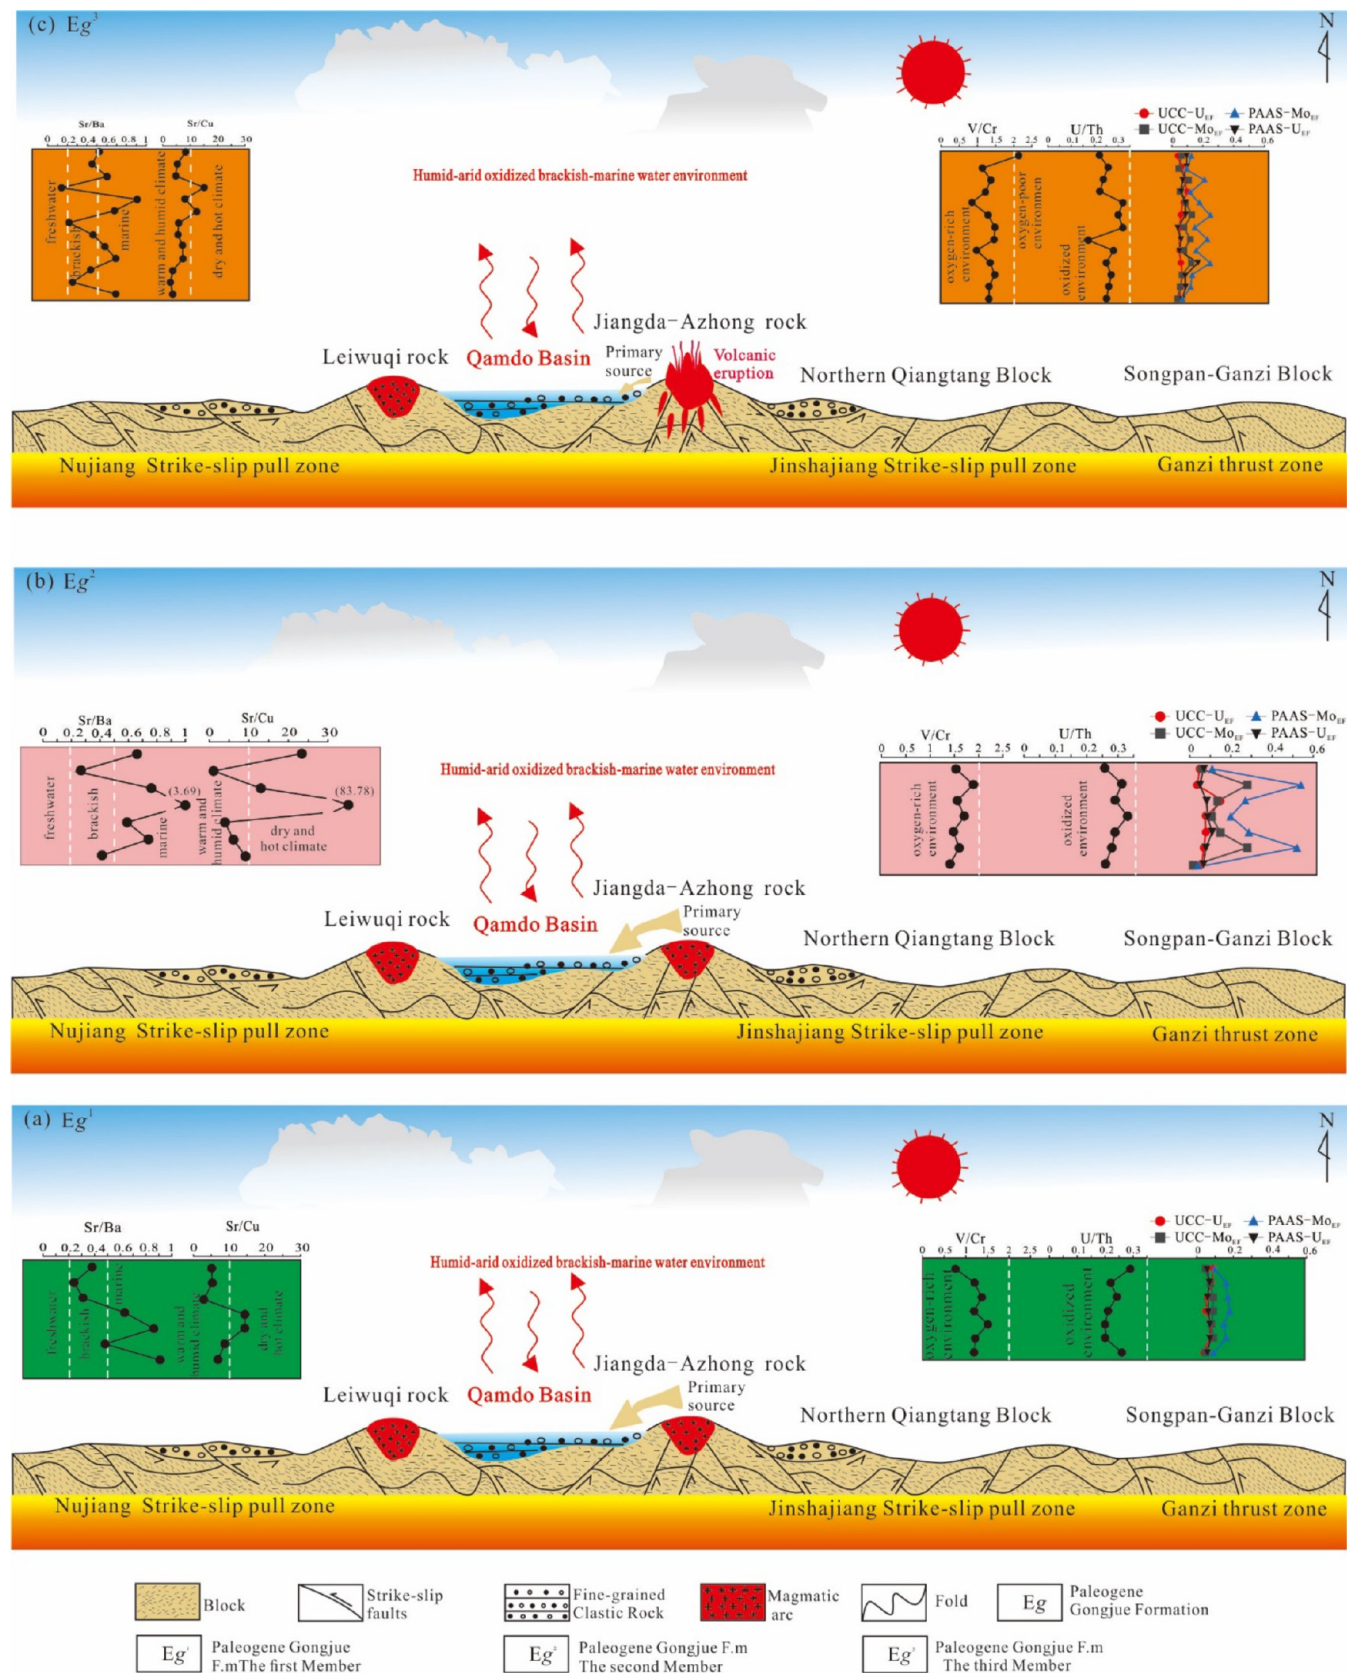 (c) Eg³
N
Sr/Ba
0 0.2 0.4 0.6 0.8 1
Sr/Cu
0 10 20 30
freshwater
brackish
marine
warm and humid climate
dry and hot climate
Humid-arid oxidized brackish-marine water environment
UCC-U_EF
PAAS-Mo_EF
UCC-Mo_EF
PAAS-U_EF
V/Cr
0 0.5 1 1.5 2 2.5
U/Th
0 0.1 0.2 0.3
0 0.2 0.4 0.6
oxygen-rich
environment
oxygen-poor
environmen
oxidized
environment
Jiangda-Azhong rock
Leiwuqi rock
Qamdo Basin
Primary
source
Volcanic
eruption
Northern Qiangtang Block
Songpan-Ganzi Block
Nujiang Strike-slip pull zone
Jinshajiang Strike-slip pull zone
Ganzi thrust zone
(b) Eg²
N
Sr/Ba
0 0.2 0.4 0.6 0.8 1
Sr/Cu
0 10 20 30
freshwater
brackish
marine
(3.69)
warm and
humid climate
(83.78)
dry and
hot climate
Humid-arid oxidized brackish-marine water environment
UCC-U_EF
PAAS-Mo_EF
UCC-Mo_EF
PAAS-U_EF
V/Cr
0 0.5 1 1.5 2 2.5
U/Th
0 0.1 0.2 0.3
0 0.2 0.4 0.6
oxygen-rich
environment
oxidized
environment
Jiangda-Azhong rock
Leiwuqi rock
Qamdo Basin
Primary
source
Northern Qiangtang Block
Songpan-Ganzi Block
Nujiang Strike-slip pull zone
Jinshajiang Strike-slip pull zone
Ganzi thrust zone
(a) Eg¹
N
Sr/Ba
0 0.2 0.4 0.6 0.8 1
Sr/Cu
0 10 20 30
freshwater
brackish
marine
warm and
humid climate
dry and
hot climate
Humid-arid oxidized brackish-marine water environment
UCC-U_EF
PAAS-Mo_EF
UCC-Mo_EF
PAAS-U_EF
V/Cr
0 0.5 1 1.5 2 2.5
U/Th
0 0.1 0.2 0.3
0 0.2 0.4 0.6
oxygen-rich
environment
oxidized
environment
Jiangda-Azhong rock
Leiwuqi rock
Qamdo Basin
Primary
source
Northern Qiangtang Block
Songpan-Ganzi Block
Nujiang Strike-slip pull zone
Jinshajiang Strike-slip pull zone
Ganzi thrust zone
Block
Strike-slip
faults
Fine-grained
Clastic Rock
Magmatic
arc
Fold
Eg
Paleogene
Gongjue Formation
Eg¹
Paleogene Gongjue
F.mThe first Member
Eg²
Paleogene Gongjue F.m
The second Member
Eg³
Paleogene Gongjue F.m
The third Member